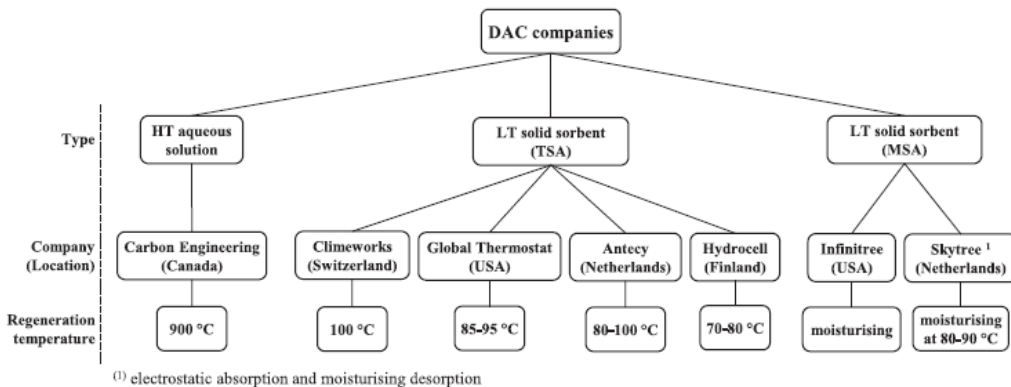 DAC companies
Type
HT aqueous
solution
LT solid sorbent
(TSA)
LT solid sorbent
(MSA)
Company
(Location)
Carbon Engineering
(Canada)
Climeworks
(Switzerland)
Global Thermostat
(USA)
Antecy
(Netherlands)
Hydrocell
(Finland)
Infinitree
(USA)
Skytree ¹
(Netherlands)
Regeneration
temperature
900 °C
100 °C
85-95 °C
80-100 °C
70-80 °C
moisturising
moisturising
at 80-90 °C
⁽¹⁾ electrostatic absorption and moisturising desorption